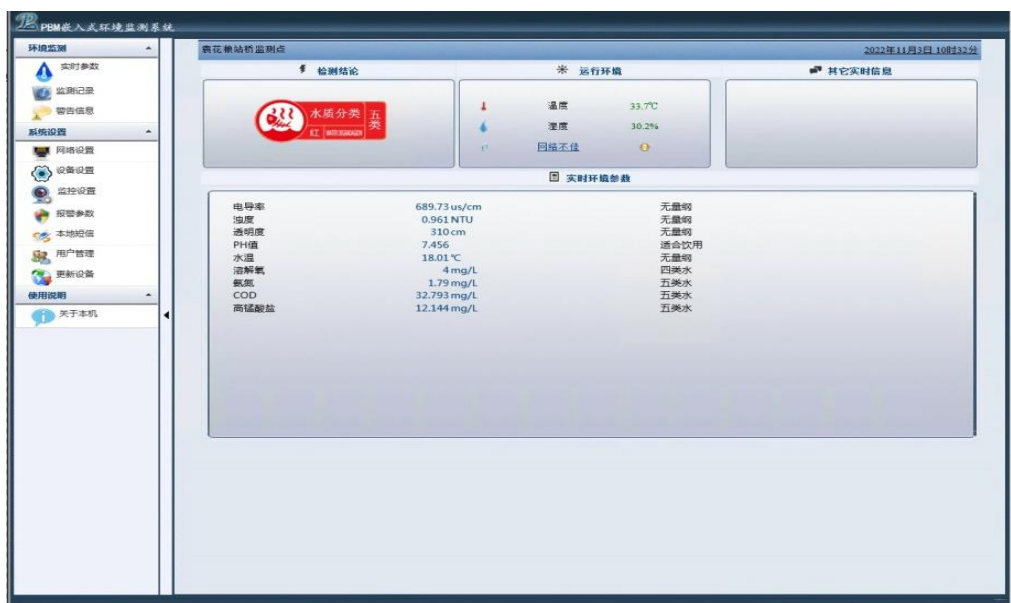 PBM嵌入式环境监测系统
环境监测
实时参数
监测记录
警告信息
系统设置
网络设置
设备设置
监控设置
报警参数
本地短信
用户管理
更新设备
使用说明
关于本机
袁花粮站桥监测点 2022年11月3日 10时32分
检测结论 运行环境 其它实时信息
水质分类 五类
温度 33.7℃
湿度 30.2%
网络不佳
实时环境参数
电导率 689.73 us/cm 无量纲
浊度 0.961 NTU 无量纲
透明度 310 cm 无量纲
PH值 7.456 适合饮用
水温 18.01 ℃ 无量纲
溶解氧 4 mg/L 四类水
氨氮 1.79 mg/L 五类水
COD 32.793 mg/L 五类水
高锰酸盐 12.144 mg/L 五类水